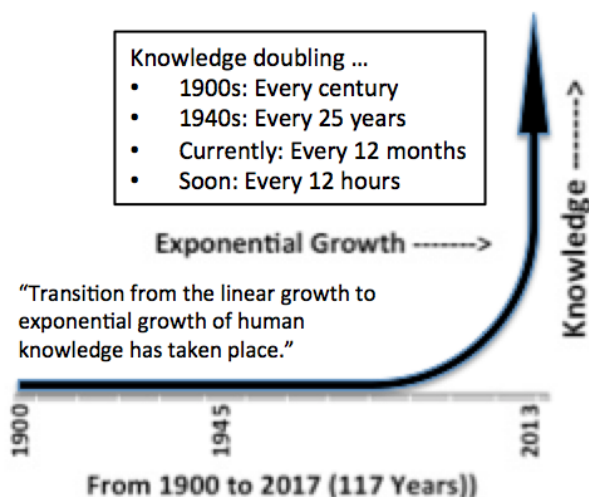 Knowledge doubling ...
• 1900s: Every century
• 1940s: Every 25 years
• Currently: Every 12 months
• Soon: Every 12 hours
Exponential Growth ------->
Knowledge ------->
“Transition from the linear growth to
exponential growth of human
knowledge has taken place.”
1900
1945
2013
From 1900 to 2017 (117 Years))